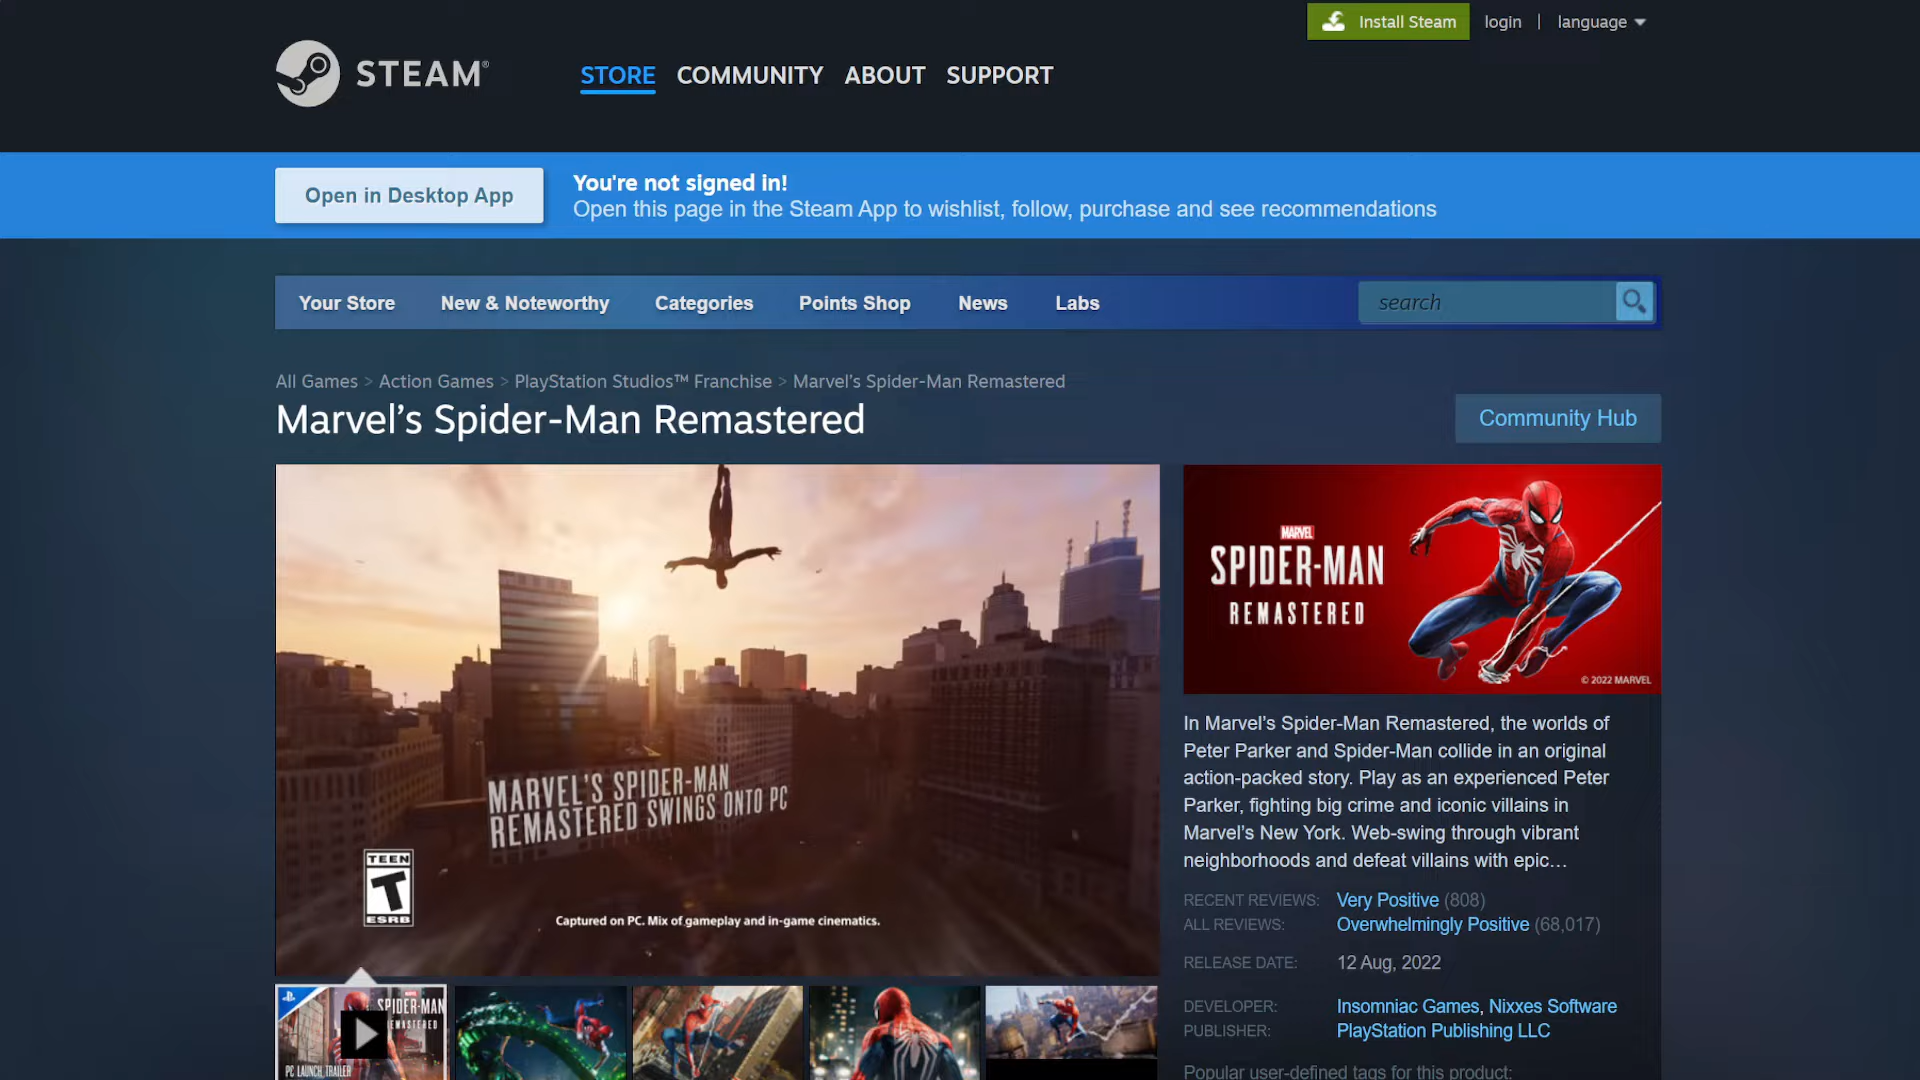 Install Steam
login
|
language
STEAM®
STORE
COMMUNITY
ABOUT
SUPPORT
Open in Desktop App
You're not signed in!
Open this page in the Steam App to wishlist, follow, purchase and see recommendations
Your Store
New & Noteworthy
Categories
Points Shop
News
Labs
search
All Games > Action Games > PlayStation Studios™ Franchise > Marvel’s Spider-Man Remastered
Marvel’s Spider-Man Remastered
Community Hub
MARVEL'S SPIDER-MAN
REMASTERED SWINGS ONTO PC
TEEN
T
ESRB
Captured on PC. Mix of gameplay and in-game cinematics.
MARVEL
SPIDER-MAN
REMASTERED
© 2022 MARVEL
In Marvel’s Spider-Man Remastered, the worlds of
Peter Parker and Spider-Man collide in an original
action-packed story. Play as an experienced Peter
Parker, fighting big crime and iconic villains in
Marvel’s New York. Web-swing through vibrant
neighborhoods and defeat villains with epic…
RECENT REVIEWS: Very Positive (808)
ALL REVIEWS: Overwhelmingly Positive (68,017)
RELEASE DATE: 12 Aug, 2022
DEVELOPER: Insomniac Games, Nixxes Software
PUBLISHER: PlayStation Publishing LLC
Popular user-defined tags for this product:
SPIDER-MAN
REMASTERED
PC LAUNCH TRAILER